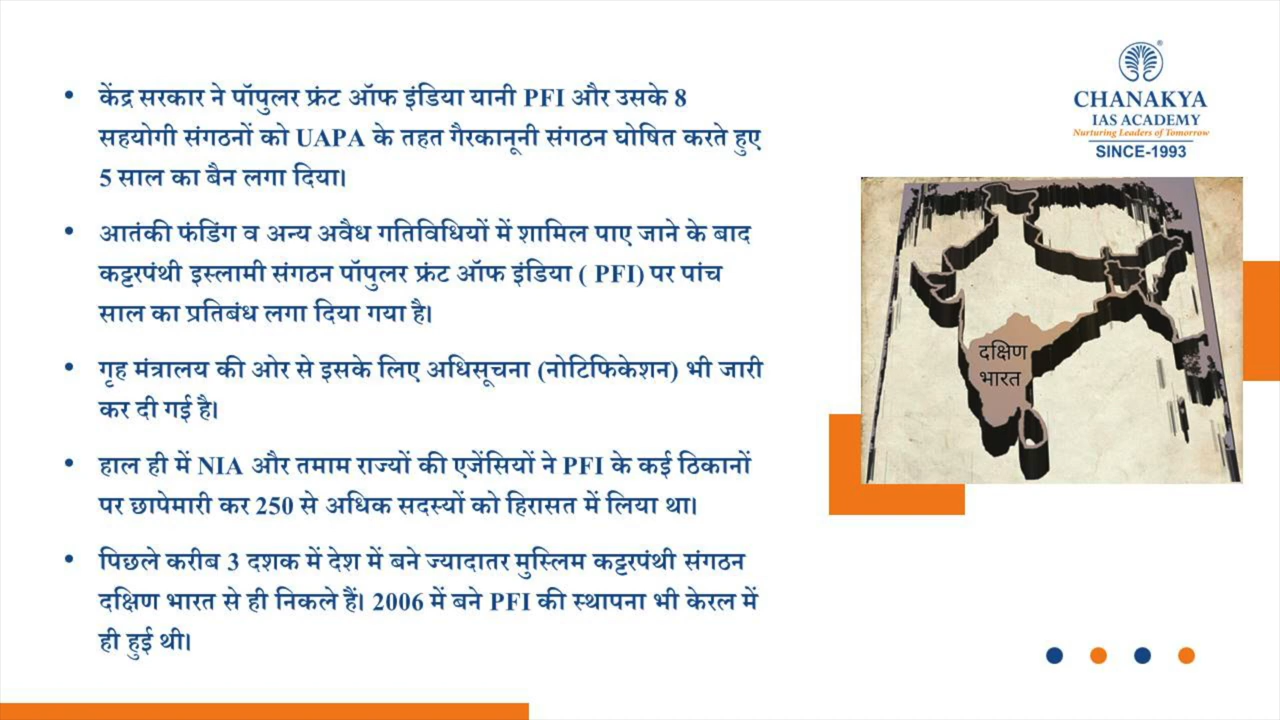 • केंद्र सरकार ने पॉपुलर फ्रंट ऑफ इंडिया यानी PFI और उसके 8
सहयोगी संगठनों को UAPA के तहत गैरकानूनी संगठन घोषित करते हुए
5 साल का बैन लगा दिया।
• आतंकी फंडिंग व अन्य अवैध गतिविधियों में शामिल पाए जाने के बाद
कट्टरपंथी इस्लामी संगठन पॉपुलर फ्रंट ऑफ इंडिया ( PFI) पर पांच
साल का प्रतिबंध लगा दिया गया है।
• गृह मंत्रालय की ओर से इसके लिए अधिसूचना (नोटिफिकेशन) भी जारी
कर दी गई है।
• हाल ही में NIA और तमाम राज्यों की एजेंसियों ने PFI के कई ठिकानों
पर छापेमारी कर 250 से अधिक सदस्यों को हिरासत में लिया था।
• पिछले करीब 3 दशक में देश में बने ज्यादातर मुस्लिम कट्टरपंथी संगठन
दक्षिण भारत से ही निकले हैं। 2006 में बने PFI की स्थापना भी केरल में
ही हुई थी।
CHANAKYA
IAS ACADEMY
Nurturing Leaders of Tomorrow
SINCE-1993
दक्षिण
भारत